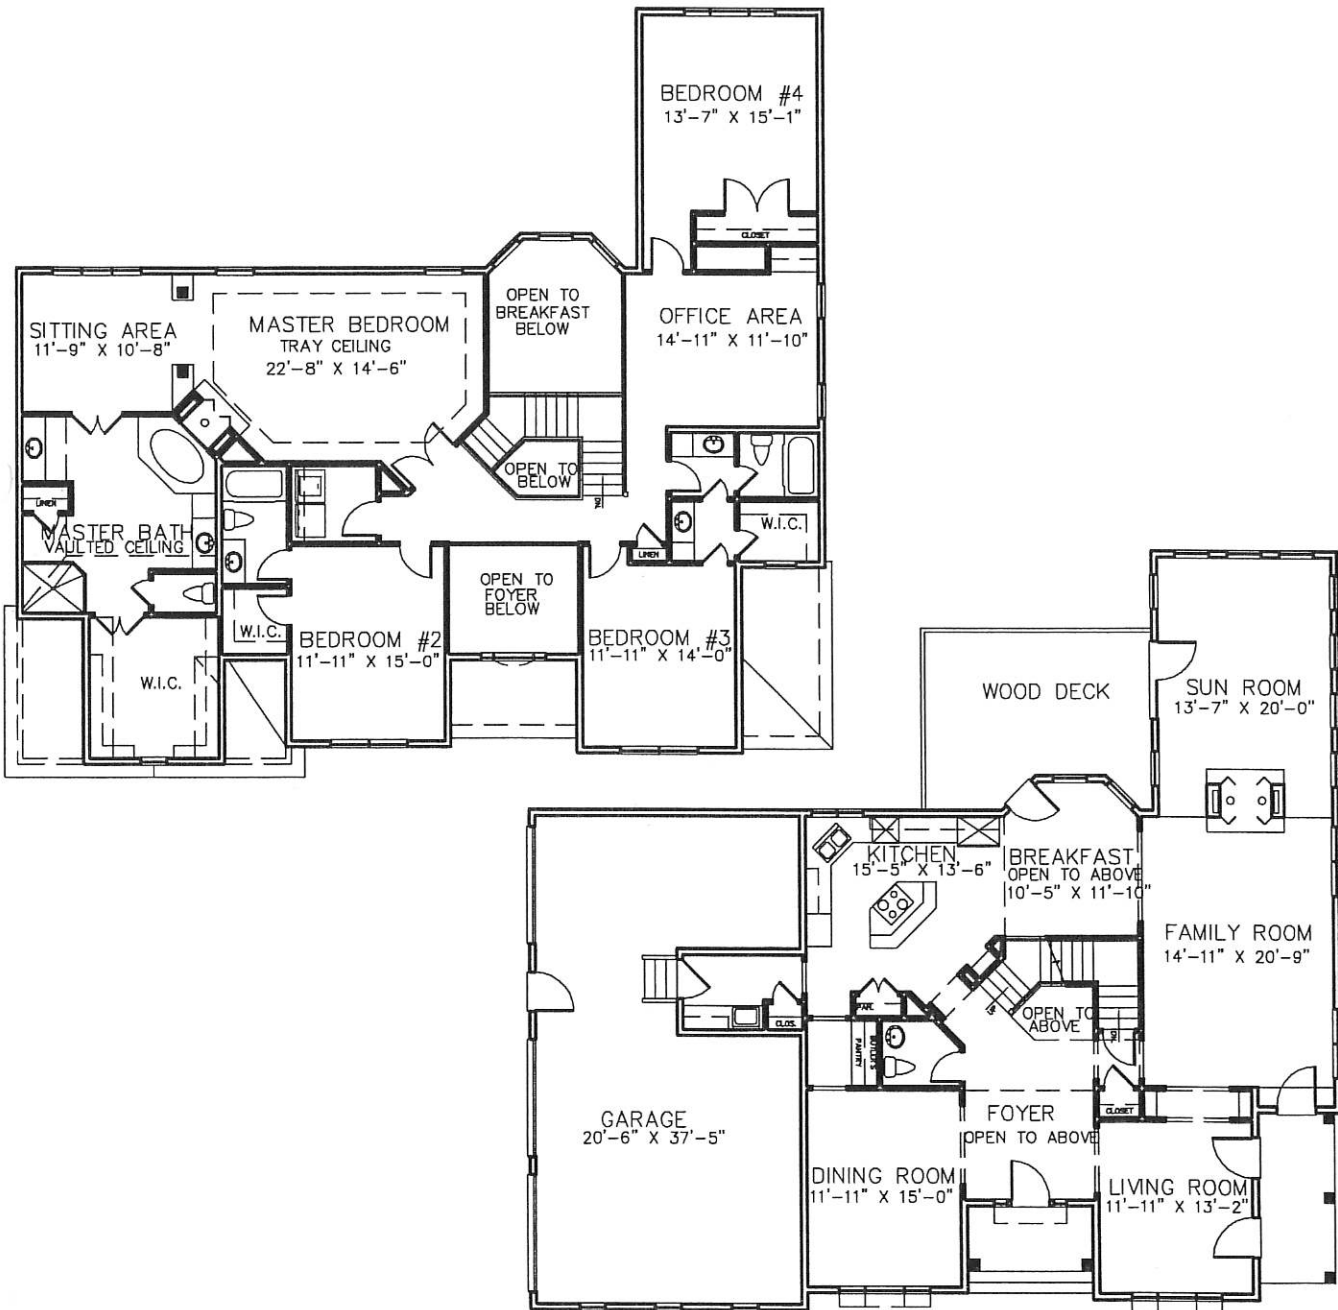 BEDROOM #4
13'-7" X 15'-1"
CLOSET
OPEN TO
BREAKFAST
BELOW
OFFICE AREA
14'-11" X 11'-10"
SITTING AREA
11'-9" X 10'-8"
MASTER BEDROOM
TRAY CEILING
22'-8" X 14'-6"
OPEN TO
BELOW
DN.
LINEN
MASTER BATH
VAULTED CEILING
W.I.C.
LINEN
OPEN TO
FOYER
BELOW
W.I.C.
BEDROOM #2
11'-11" X 15'-0"
BEDROOM #3
11'-11" X 14'-0"
W.I.C.
WOOD DECK
SUN ROOM
13'-7" X 20'-0"
KITCHEN
15'-5" X 13'-6"
BREAKFAST
OPEN TO ABOVE
10'-5" X 11'-10"
FAMILY ROOM
14'-11" X 20'-9"
PAN.
UP
OPEN TO
ABOVE
CLOS.
BUTLER'S
PANTRY
DN.
CLOSET
GARAGE
20'-6" X 37'-5"
FOYER
OPEN TO ABOVE
DINING ROOM
11'-11" X 15'-0"
LIVING ROOM
11'-11" X 13'-2"